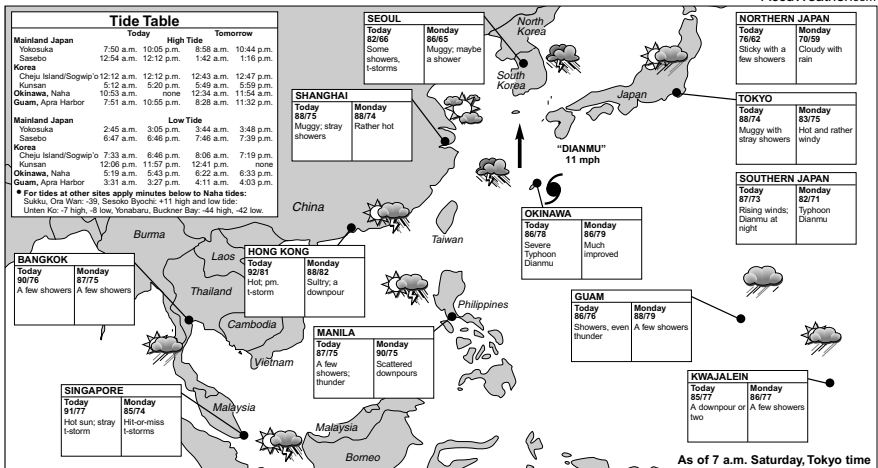 Tide Table
Today Tomorrow
Mainland Japan High Tide
Yokosuka 7:50 a.m. 10:05 p.m. 8:58 a.m. 10:44 p.m.
Sasebo 12:54 a.m. 12:12 p.m. 1:42 a.m. 1:16 p.m.
Korea
Cheju Island/Sogwip'o 12:12 a.m. 12:12 p.m. 12:43 a.m. 12:47 p.m.
Kunsan 5:12 a.m. 5:20 p.m. 5:49 a.m. 5:59 p.m.
Okinawa, Naha 10:53 a.m. none 12:34 a.m. 11:54 a.m.
Guam, Apra Harbor 7:51 a.m. 10:55 p.m. 8:28 a.m. 11:32 p.m.
Mainland Japan Low Tide
Yokosuka 2:45 a.m. 3:05 p.m. 3:44 a.m. 3:48 p.m.
Sasebo 6:47 a.m. 6:46 p.m. 7:46 a.m. 7:39 p.m.
Korea
Cheju Island/Sogwip'o 7:33 a.m. 6:46 p.m. 8:06 a.m. 7:19 p.m.
Kunsan 12:06 p.m. 11:57 p.m. 12:41 p.m. none
Okinawa, Naha 5:19 a.m. 5:43 p.m. 6:22 a.m. 6:33 p.m.
Guam, Apra Harbor 3:31 a.m. 3:27 p.m. 4:11 a.m. 4:03 p.m.
• For tides at other sites apply minutes below to Naha tides:
Sukku, Ora Wan: -39, Sesoko Byochi: +11 high and low tide:
Unten Ko: -7 high, -8 low, Yonabaru, Buckner Bay: -44 high, -42 low.
SEOUL
Today Monday
82/66 86/65
Some Muggy; maybe
showers, a shower
t-storms
North
Korea
South
Korea
Japan
NORTHERN JAPAN
Today Monday
76/62 70/59
Sticky with a Cloudy with
few showers rain
SHANGHAI
Today Monday
88/75 88/74
Muggy; stray Rather hot
showers
TOKYO
Today Monday
88/74 83/75
Muggy with Hot and rather
stray showers windy
"DIANMU"
11 mph
SOUTHERN JAPAN
Today Monday
87/73 82/71
Rising winds; Typhoon
Dianmu at Dianmu
night
China
Taiwan
OKINAWA
Today Monday
86/78 86/79
Severe Much
Typhoon improved
Dianmu
Burma
Laos
Thailand
Cambodia
Vietnam
Philippines
BANGKOK
Today Monday
90/76 87/75
A few showers A few showers
HONG KONG
Today Monday
92/81 88/82
Hot; pm. Sultry; a
t-storm downpour
GUAM
Today Monday
86/76 88/79
Showers, even A few showers
thunder
MANILA
Today Monday
87/75 90/75
A few Scattered
showers; downpours
thunder
KWAJALEIN
Today Monday
85/77 86/77
A downpour or A few showers
two
SINGAPORE
Today Monday
91/77 85/74
Hot sun; stray Hit-or-miss
t-storm t-storms
Malaysia
Malaysia
Borneo
As of 7 a.m. Saturday, Tokyo time